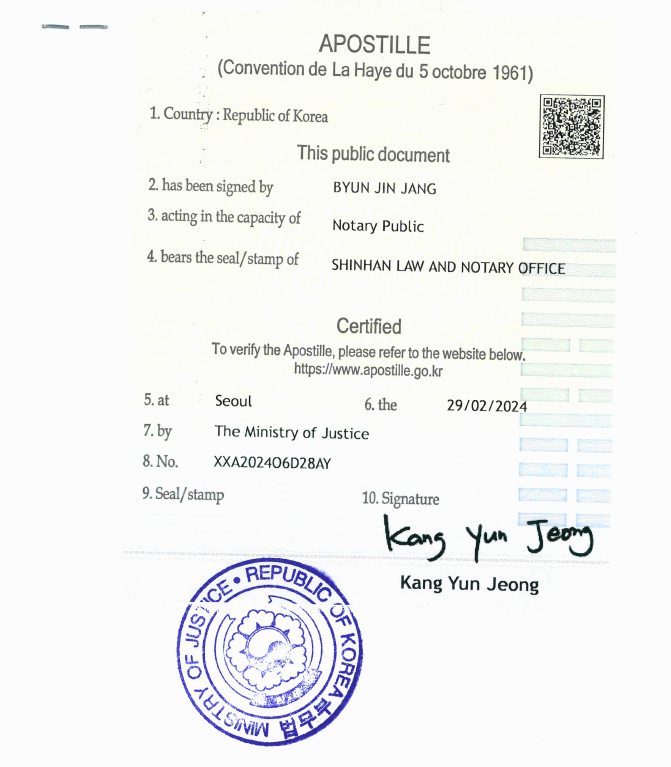 APOSTILLE
(Convention de La Haye du 5 octobre 1961)
1. Country : Republic of Korea
This public document
2. has been signed by BYUN JIN JANG
3. acting in the capacity of Notary Public
4. bears the seal/stamp of SHINHAN LAW AND NOTARY OFFICE
Certified
To verify the Apostille, please refer to the website below.
https://www.apostille.go.kr
5. at Seoul 6. the 29/02/2024
7. by The Ministry of Justice
8. No. XXA202406D28AY
9. Seal/stamp 10. Signature
Kang Yun Jeong
Kang Yun Jeong
MINISTRY OF JUSTICE • REPUBLIC OF KOREA 법무부